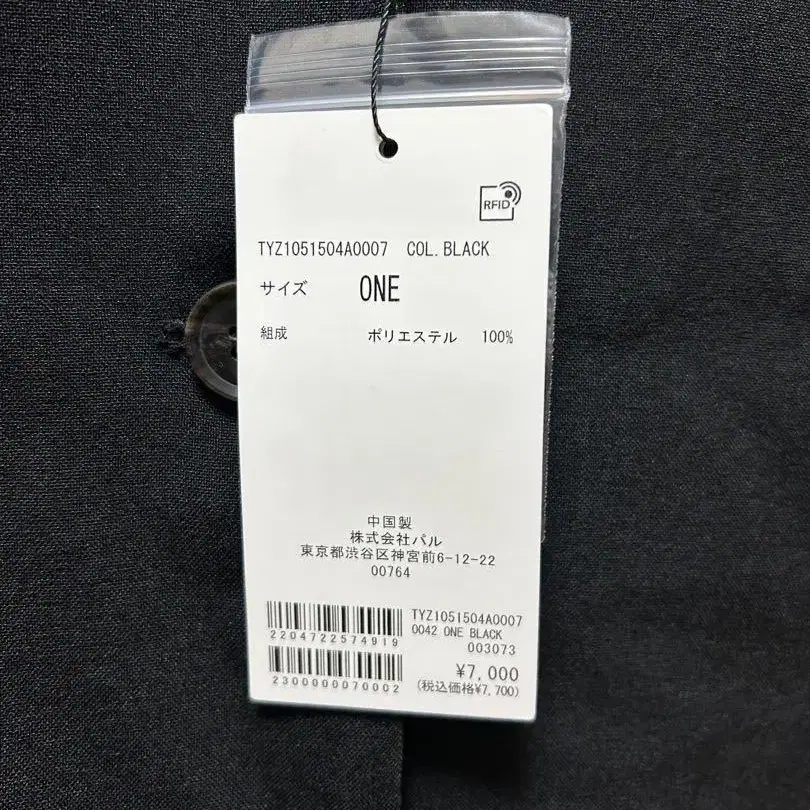 RFID
TYZ1051504A0007 COL.BLACK
サイズ ONE
組成 ポリエステル 100%
中国製
株式会社パル
東京都渋谷区神宮前6-12-22
00764
TYZ1051504A0007
2204722574919
0042 ONE BLACK
003073
¥7,000
2300000070002
(税込価格¥7,700)